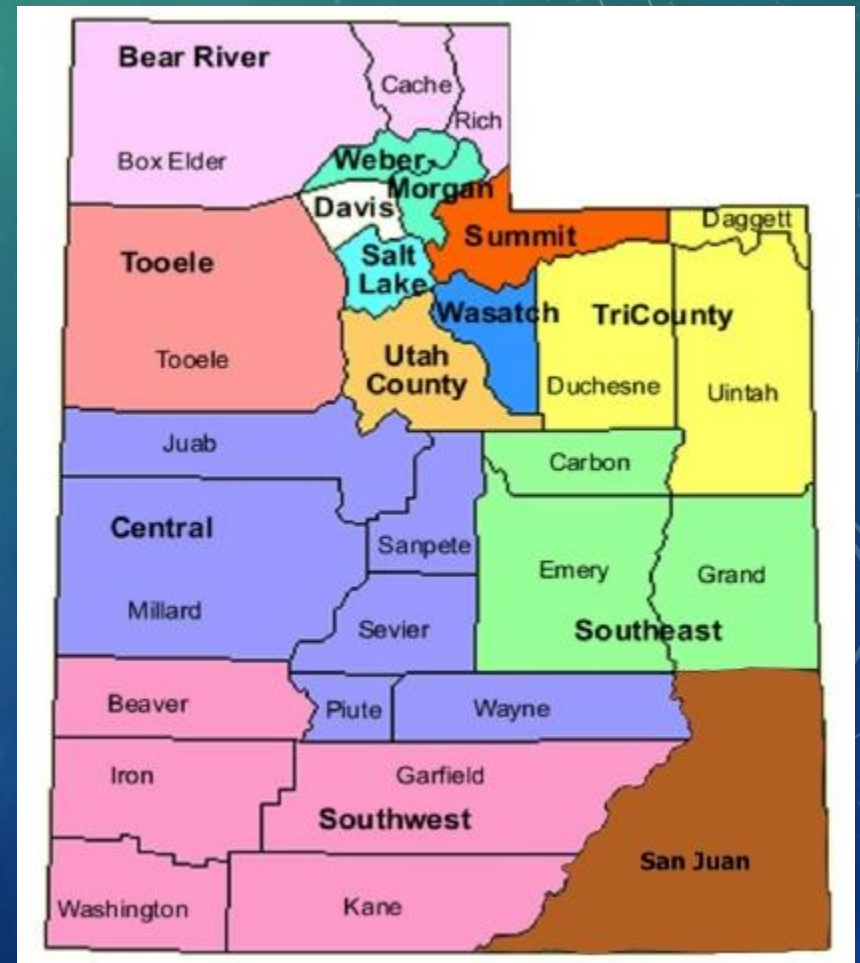 Bear River
Cache
Rich
Box Elder
Weber-
Morgan
Davis
Summit
Daggett
Tooele
Salt
Lake
Wasatch
TriCounty
Tooele
Utah
County
Duchesne
Uintah
Juab
Carbon
Central
Sanpete
Emery
Grand
Millard
Sevier
Southeast
Beaver
Piute
Wayne
Iron
Garfield
Southwest
San Juan
Washington
Kane